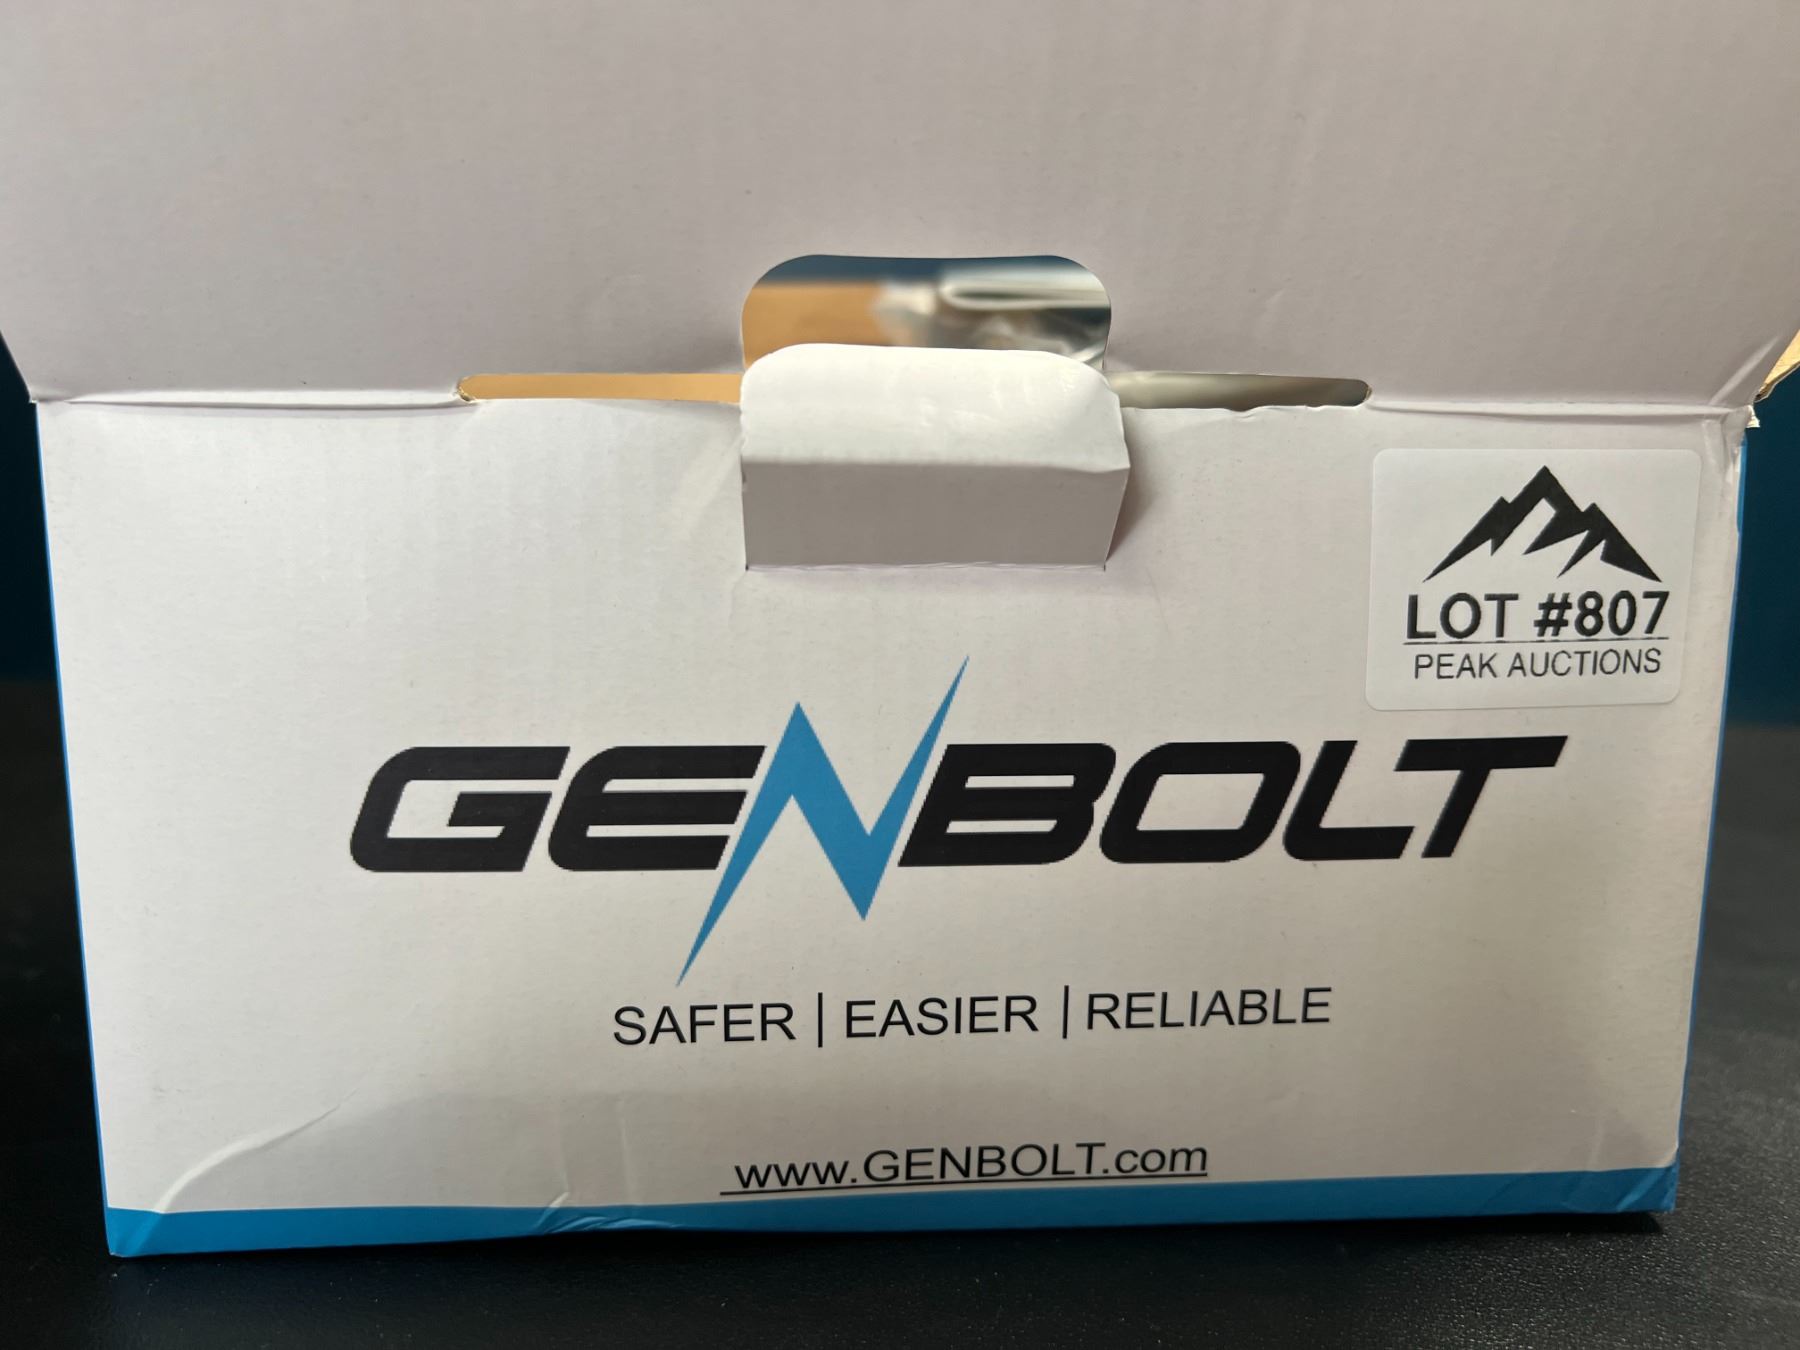 LOT #807
PEAK AUCTIONS
GENBOLT
SAFER | EASIER | RELIABLE
www.GENBOLT.com